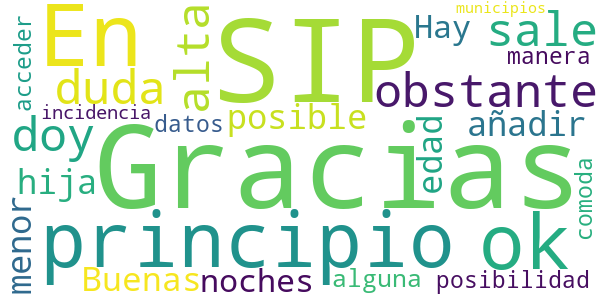 municipios
En
SIP
Hay
sale
alta
acceder
manera
duda
obstante
incidencia
datos
posible
añadir
doy
Gracias
edad
hija
comoda
menor
principio
ok
Buenas
noches
alguna
posibilidad